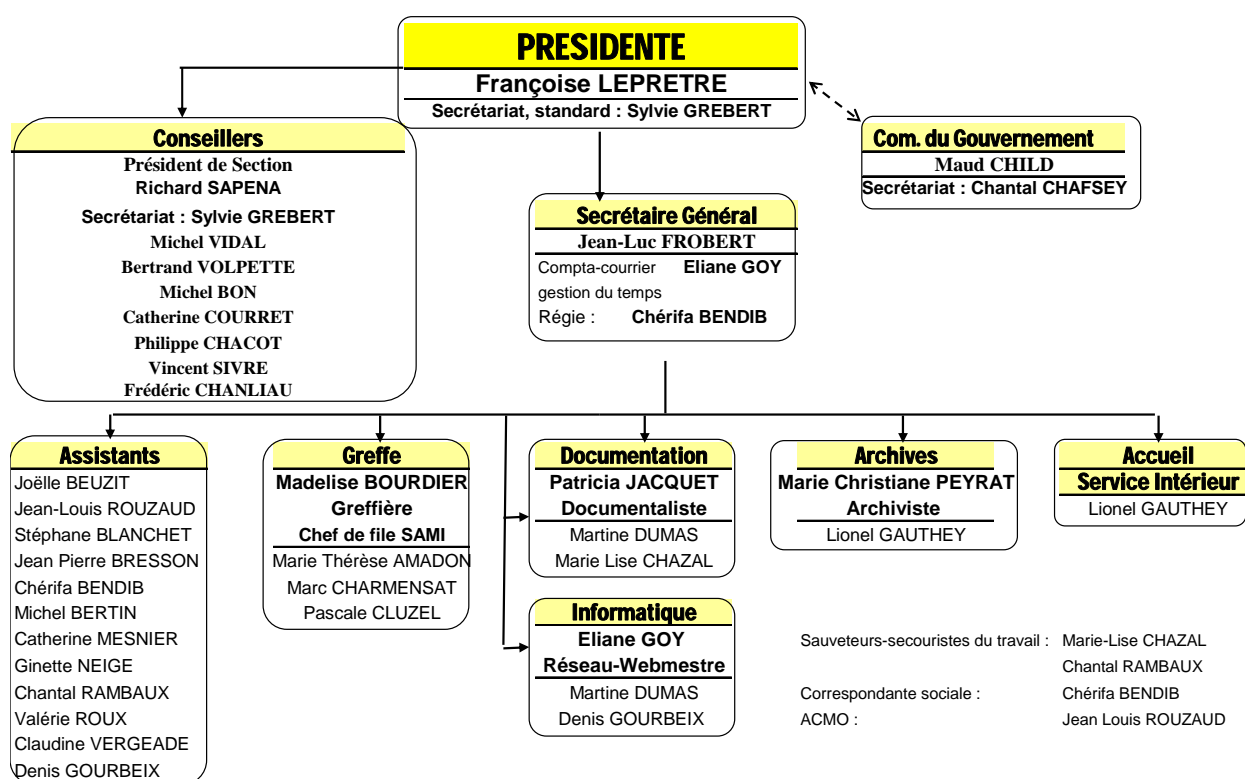 PRESIDENTE
Françoise LEPRETRE
Secrétariat, standard : Sylvie GREBERT
Conseillers
Président de Section
Richard SAPENA
Secrétariat : Sylvie GREBERT
Michel VIDAL
Bertrand VOLPETTE
Michel BON
Catherine COURRET
Philippe CHACOT
Vincent SIVRE
Frédéric CHANLIAU
Com. du Gouvernement
Maud CHILD
Secrétariat : Chantal CHAFSEY
Secrétaire Général
Jean-Luc FROBERT
Compta-courrier Eliane GOY
gestion du temps
Régie : Chérifa BENDIB
Assistants
Joëlle BEUZIT
Jean-Louis ROUZAUD
Stéphane BLANCHET
Jean Pierre BRESSON
Chérifa BENDIB
Michel BERTIN
Catherine MESNIER
Ginette NEIGE
Chantal RAMBAUX
Valérie ROUX
Claudine VERGEADE
Denis GOURBEIX
Greffe
Madelise BOURDIER
Greffière
Chef de file SAMI
Marie Thérèse AMADON
Marc CHARMENSAT
Pascale CLUZEL
Documentation
Patricia JACQUET
Documentaliste
Martine DUMAS
Marie Lise CHAZAL
Informatique
Eliane GOY
Réseau-Webmestre
Martine DUMAS
Denis GOURBEIX
Archives
Marie Christiane PEYRAT
Archiviste
Lionel GAUTHEY
Accueil
Service Intérieur
Lionel GAUTHEY
Sauveteurs-secouristes du travail : Marie-Lise CHAZAL
Chantal RAMBAUX
Correspondante sociale : Chérifa BENDIB
ACMO : Jean Louis ROUZAUD